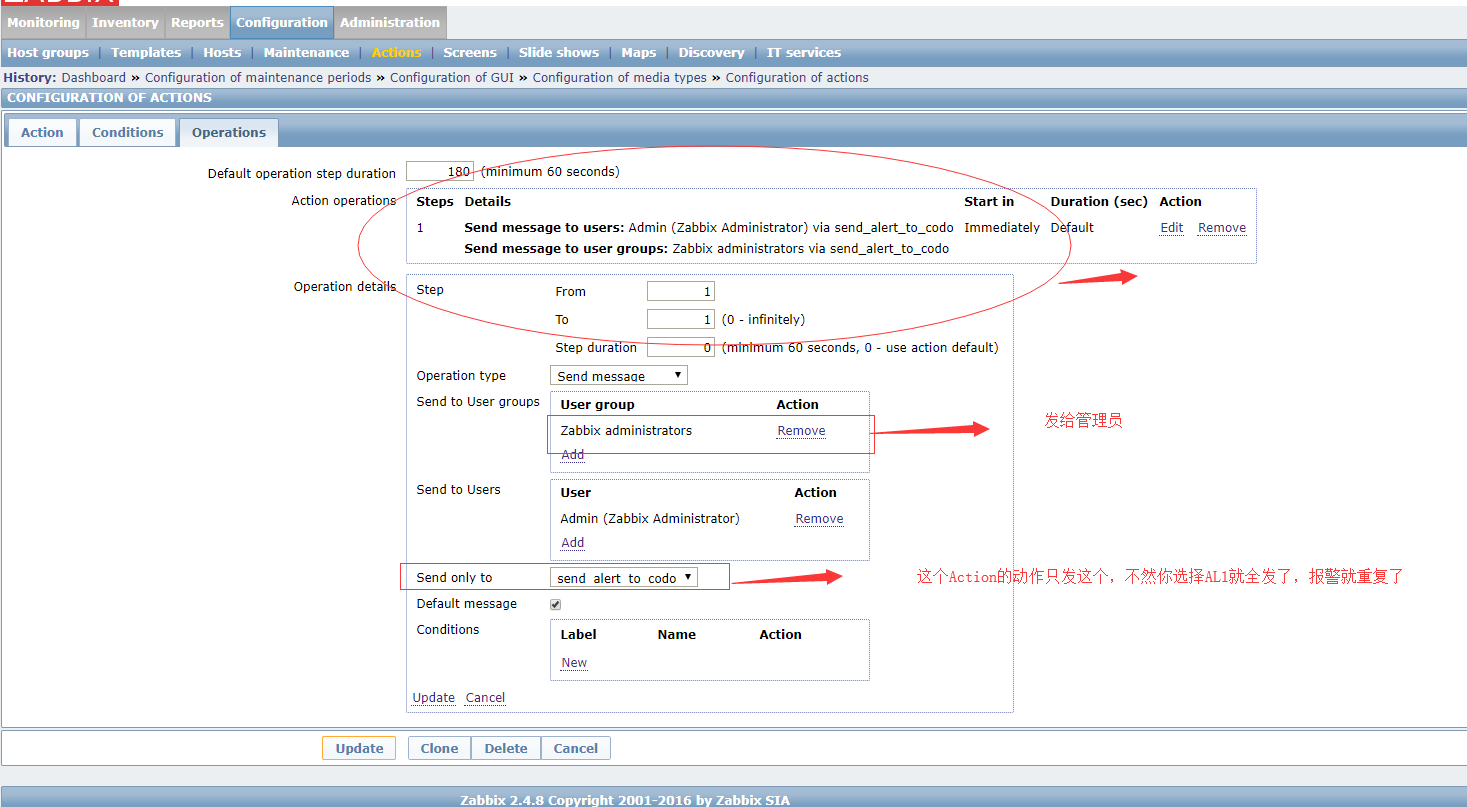 ZABBIX
Monitoring Inventory Reports Configuration Administration
Host groups | Templates | Hosts | Maintenance | Actions | Screens | Slide shows | Maps | Discovery | IT services
History: Dashboard » Configuration of maintenance periods » Configuration of GUI » Configuration of media types » Configuration of actions
CONFIGURATION OF ACTIONS
Action Conditions Operations
Default operation step duration 180 (minimum 60 seconds)
Action operations Steps Details Start in Duration (sec) Action
1 Send message to users: Admin (Zabbix Administrator) via send_alert_to_codo Immediately Default Edit Remove
Send message to user groups: Zabbix administrators via send_alert_to_codo
Operation details Step From 1
To 1 (0 - infinitely)
Step duration 0 (minimum 60 seconds, 0 - use action default)
Operation type Send message
Send to User groups User group Action
Zabbix administrators Remove
发给管理员
Add
Send to Users User Action
Admin (Zabbix Administrator) Remove
Add
Send only to send_alert_to_codo 这个Action的动作只发这个，不然你选择AL1就全发了，报警就重复了
Default message
Conditions Label Name Action
New
Update Cancel
Update Clone Delete Cancel
Zabbix 2.4.8 Copyright 2001-2016 by Zabbix SIA